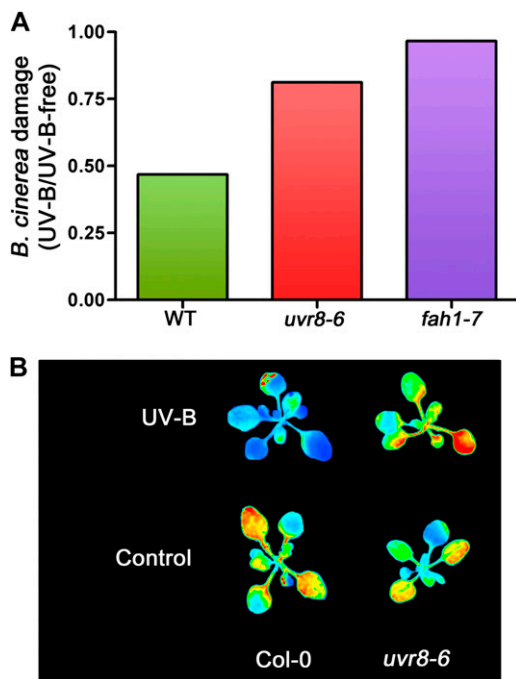 A
B. cinerea damage
(UV-B/UV-B-free)
1.00
0.75
0.50
0.25
0.00
WT uvr8-6 fah1-7
B
UV-B
Control
Col-0 uvr8-6